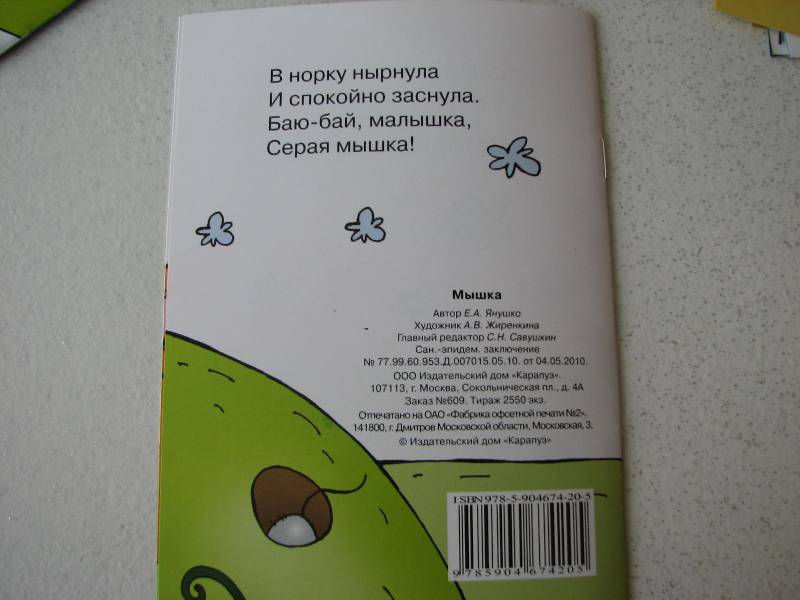 В норку нырнула
И спокойно заснула.
Баю-бай, малышка,
Серая мышка!
Мышка
Автор Е.А. Янушко
Художник А.В. Жиренкина
Главный редактор С.Н. Савушкин
Сан.-эпидем. заключение
№ 77.99.60.953.Д.007015.05.10. от 04.05.2010.
ООО Издательский дом «Карапуз».
107113, г. Москва, Сокольническая пл., д. 4А
Заказ №609. Тираж 2550 экз.
Отпечатано на ОАО «Фабрика офсетной печати №2».
141800, г. Дмитров Московской области, Московская, 3.
© Издательский дом «Карапуз»
ISBN 978-5-904674-20-5
9 785904 674205